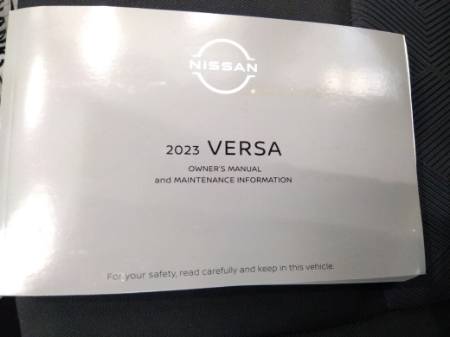 NISSAN
2023 VERSA
OWNER'S MANUAL
and MAINTENANCE INFORMATION
For your safety, read carefully and keep in this vehicle.